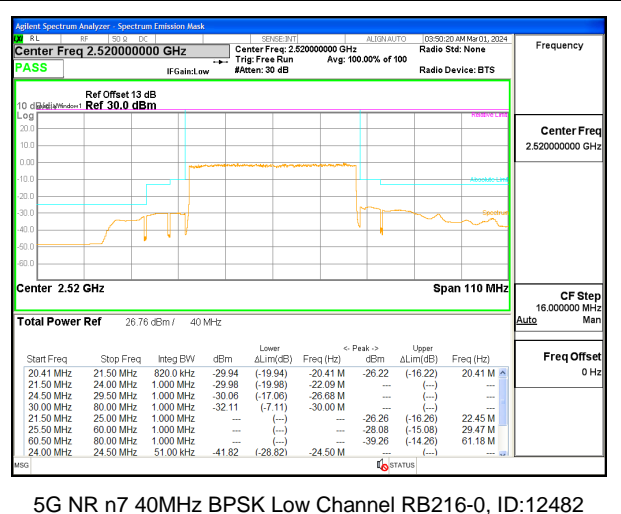 Agilent Spectrum Analyzer - Spectrum Emission Mask
LXI RL RF 50 Ω DC SENSE:INT ALIGN AUTO 03:50:20 AM Mar 01, 2024
Center Freq 2.520000000 GHz Center Freq: 2.520000000 GHz Radio Std: None Frequency
PASS Trig: Free Run Avg: 100.00% of 100
IFGain:Low #Atten: 30 dB Radio Device: BTS
Ref Offset 13 dB
10 dB/div Window1 Ref 30.0 dBm
Log Relative Limit
20.0
10.0
0.00
-10.0 Absolute Limit
-20.0
-30.0 Spectrum
-40.0
-50.0
-60.0
Center 2.52 GHz Span 110 MHz
Center Freq
2.520000000 GHz
CF Step
16.000000 MHz
Auto Man
Freq Offset
0 Hz
Total Power Ref 26.76 dBm / 40 MHz
Lower <- Peak -> Upper
Start Freq Stop Freq Integ BW dBm ΔLim(dB) Freq (Hz) dBm ΔLim(dB) Freq (Hz)
20.41 MHz 21.50 MHz 820.0 kHz -29.94 (-19.94) -20.41 M -26.22 (-16.22) 20.41 M
21.50 MHz 24.00 MHz 1.000 MHz -29.98 (-19.98) -22.09 M --- (---) ---
24.50 MHz 29.50 MHz 1.000 MHz -30.06 (-17.06) -26.68 M --- (---) ---
30.00 MHz 80.00 MHz 1.000 MHz -32.11 (-7.11) -30.00 M --- (---) ---
21.50 MHz 25.00 MHz 1.000 MHz --- (---) --- -26.26 (-16.26) 22.45 M
25.50 MHz 60.00 MHz 1.000 MHz --- (---) --- -28.08 (-15.08) 29.47 M
60.50 MHz 80.00 MHz 1.000 MHz --- (---) --- -39.26 (-14.26) 61.18 M
24.00 MHz 24.50 MHz 51.00 kHz -41.82 (-28.82) -24.50 M --- (---) ---
MSG STATUS
5G NR n7 40MHz BPSK Low Channel RB216-0, ID:12482